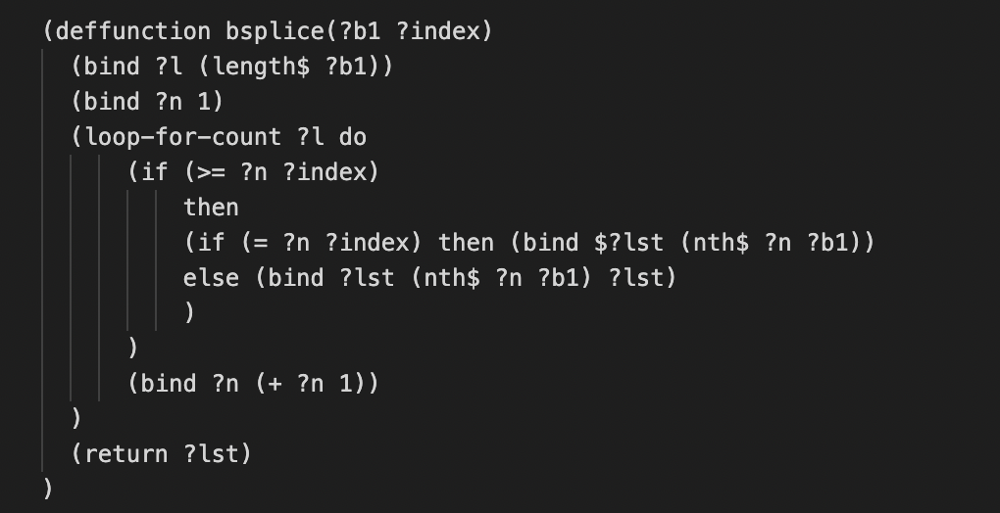 (deffunction bsplice(?b1 ?index)
(bind ?l (length$ ?b1))
(bind ?n 1)
(loop-for-count ?l do
(if (>= ?n ?index)
then
(if (= ?n ?index) then (bind $?lst (nth$ ?n ?b1))
else (bind ?lst (nth$ ?n ?b1) ?lst)
)
)
(bind ?n (+ ?n 1))
)
(return ?lst)
)